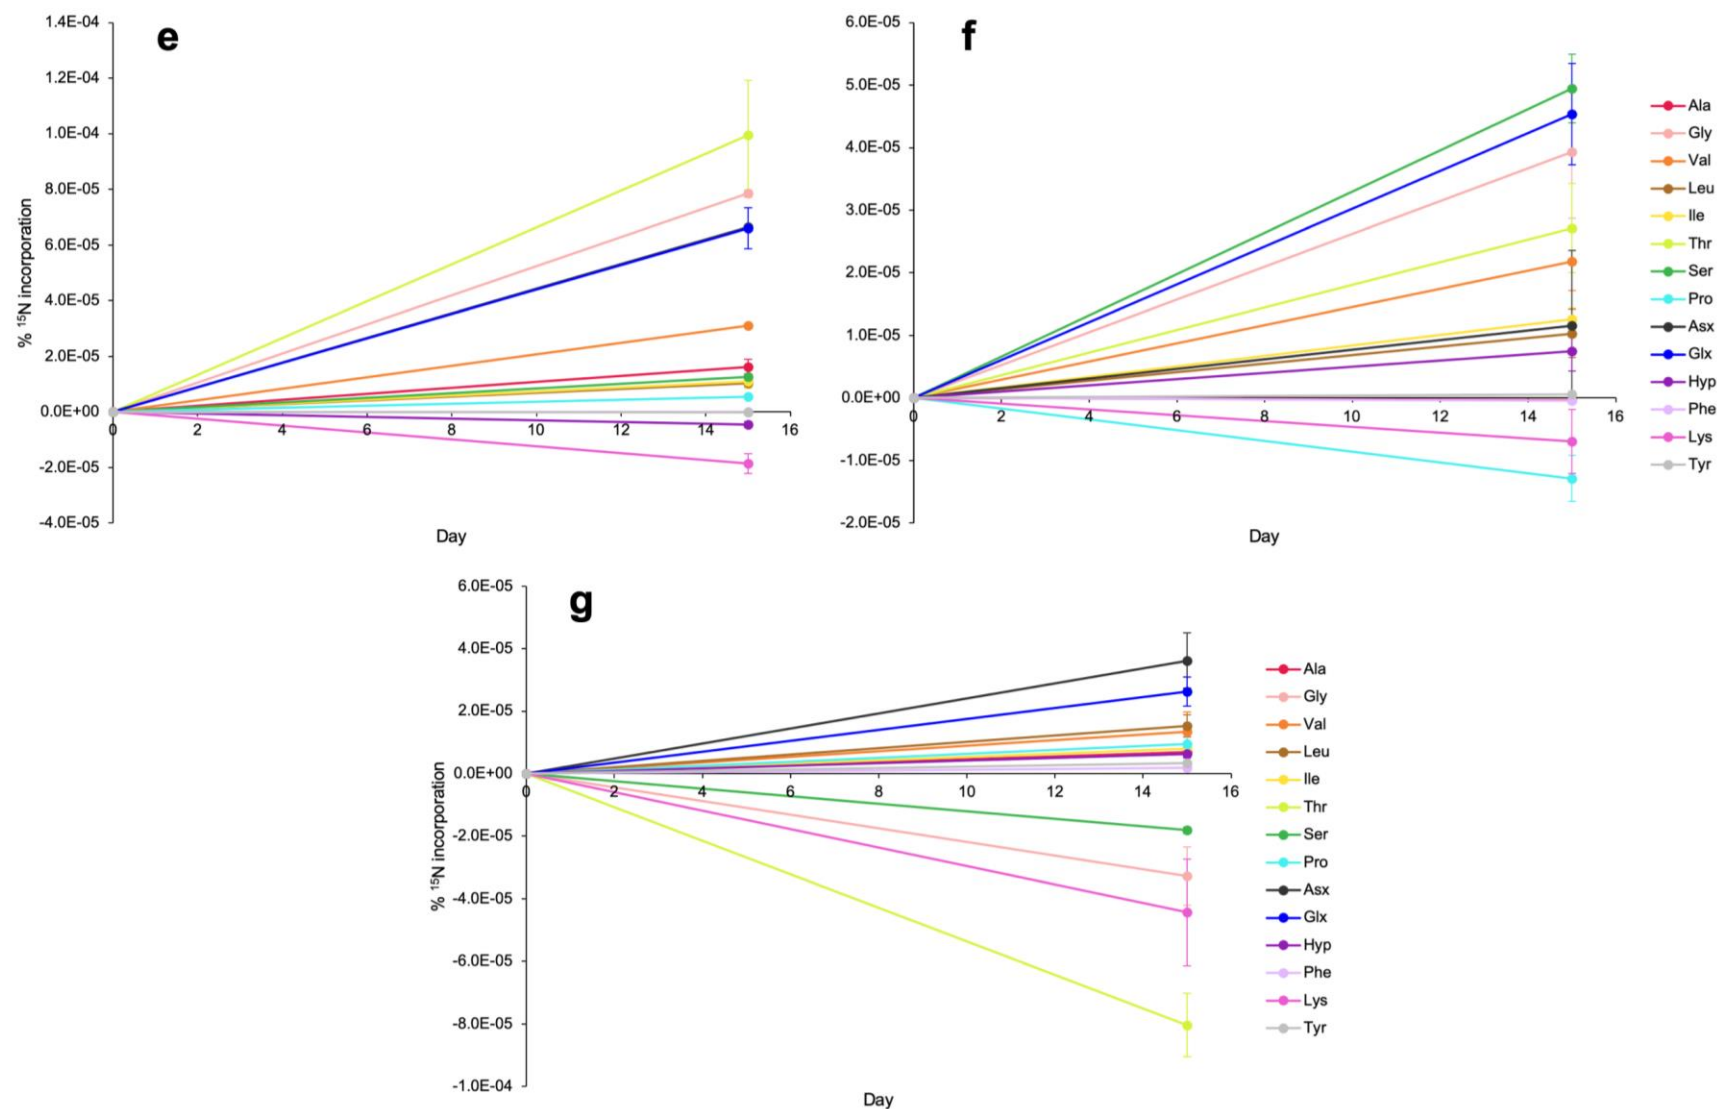 e
1.4E-04
1.2E-04
1.0E-04
8.0E-05
6.0E-05
4.0E-05
2.0E-05
0.0E+00
-2.0E-05
-4.0E-05
% ¹⁵N incorporation
0 2 4 6 8 10 12 14 16
Day
f
6.0E-05
5.0E-05
4.0E-05
3.0E-05
2.0E-05
1.0E-05
0.0E+00
-1.0E-05
-2.0E-05
0 2 4 6 8 10 12 14 16
Day
Ala
Gly
Val
Leu
Ile
Thr
Ser
Pro
Asx
Glx
Hyp
Phe
Lys
Tyr
g
6.0E-05
4.0E-05
2.0E-05
0.0E+00
-2.0E-05
-4.0E-05
-6.0E-05
-8.0E-05
-1.0E-04
% ¹⁵N incorporation
0 2 4 6 8 10 12 14 16
Day
Ala
Gly
Val
Leu
Ile
Thr
Ser
Pro
Asx
Glx
Hyp
Phe
Lys
Tyr